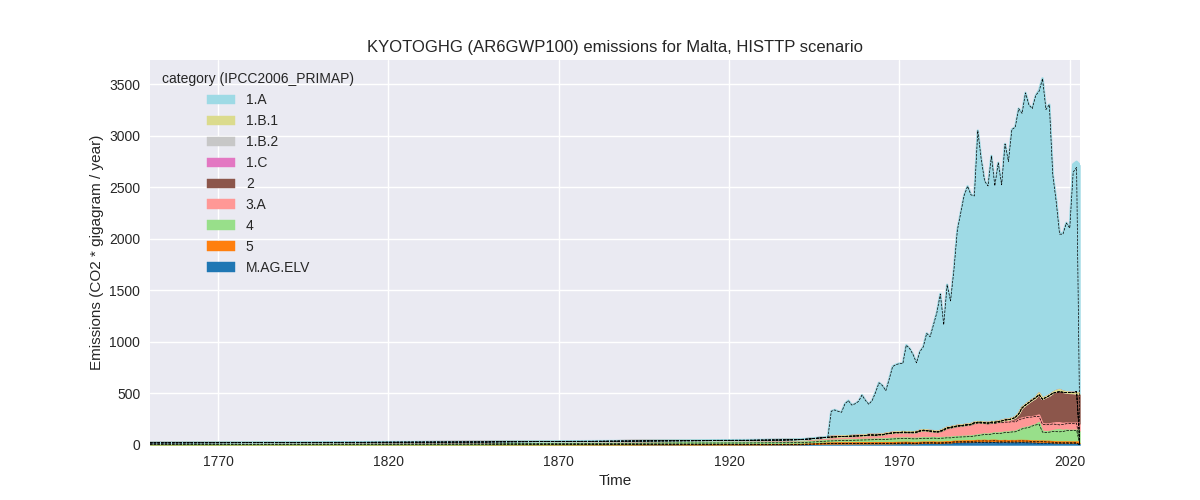 KYOTOGHG (AR6GWP100) emissions for Malta, HISTTP scenario
category (IPCC2006_PRIMAP)
1.A
1.B.1
1.B.2
1.C
2
3.A
4
5
M.AG.ELV
Emissions (CO2 * gigagram / year)
3500
3000
2500
2000
1500
1000
500
0
1770
1820
1870
1920
1970
2020
Time